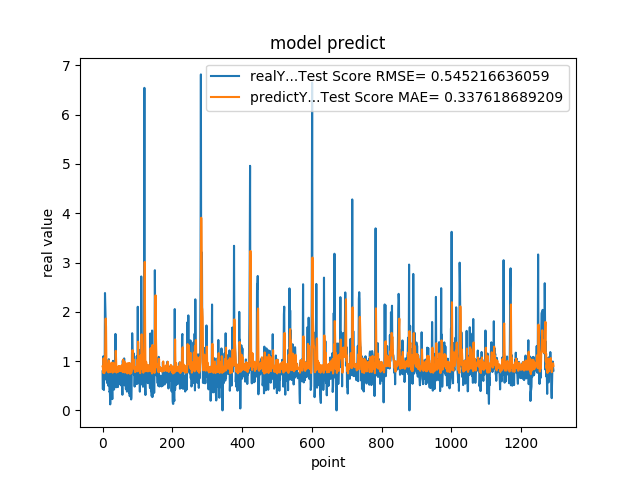 model predict
realY...Test Score RMSE= 0.545216636059
predictY...Test Score MAE= 0.337618689209
real value
7
6
5
4
3
2
1
0
0 200 400 600 800 1000 1200
point